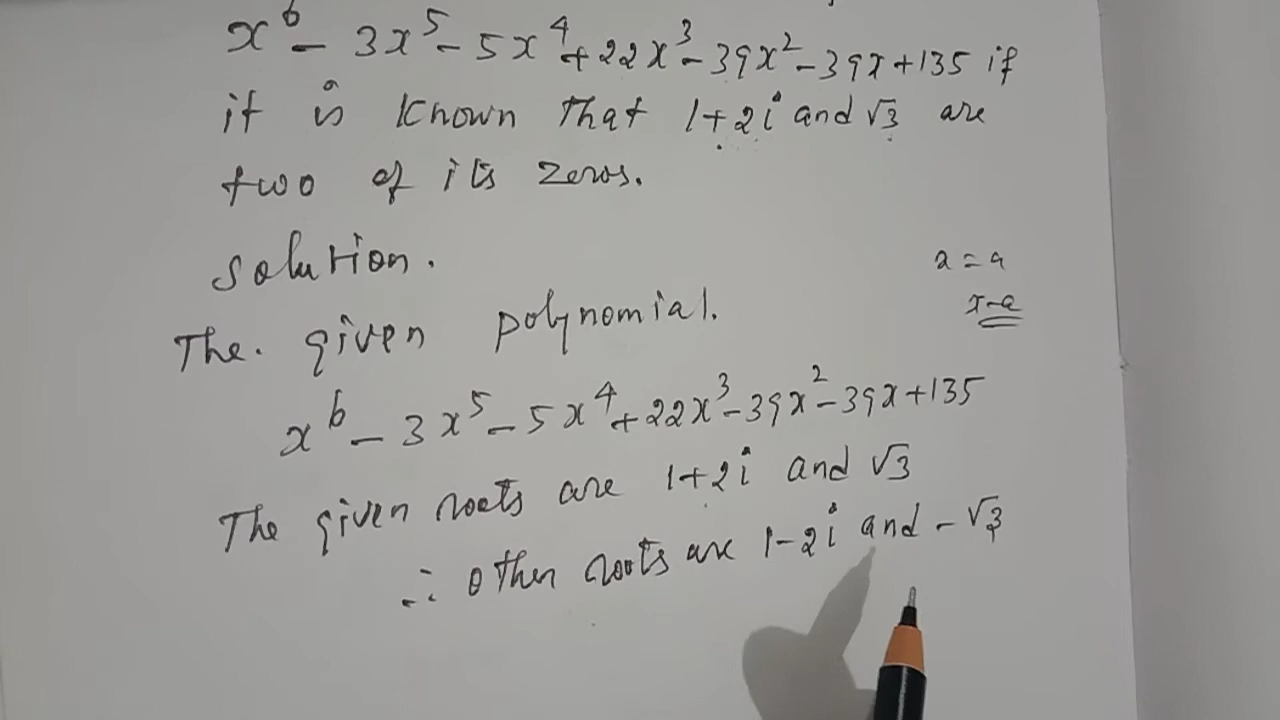 x⁶ - 3x⁵ - 5x⁴ + 22x³ - 39x² - 39x + 135 if
it is known that 1+2i and √3 are
two of its zeros.
solution.
x = a
x-a
The. given polynomial.
x⁶ - 3x⁵ - 5x⁴ + 22x³ - 39x² - 39x + 135
The given roots are 1+2i and √3
∴ other roots are 1-2i and -√3